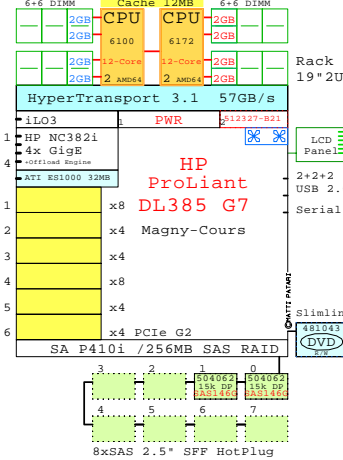 6+6 DIMM Cache 12MB 6+6 DIMM
2GB CPU CPU 2GB
2GB 6100 6172 2GB
2GB 12-Core 12-Core 2GB
2GB 2 AMD64 2 AMD64 2GB
Rack
19"2U
HyperTransport 3.1 57GB/s
iLO3 1 PWR 2 512327-B21
1 HP NC382i
4x GigE
4 +Offload Engine
ATI ES1000 32MB
LCD
Panel
HP
ProLiant
DL385 G7
Magny-Cours
2+2+2
USB 2.
Serial
1 x8
2 x4
3 x4
4 x8
5 x4
6 x4 PCIe G2
©MATTI PATARI
Slimlin
481043
DVD
R/W
SA P410i /256MB SAS RAID
3 2 1 0
504062 504062
15k DP 15k DP
SAS146G SAS146G
4 5 6 7
8xSAS 2.5" SFF HotPlug